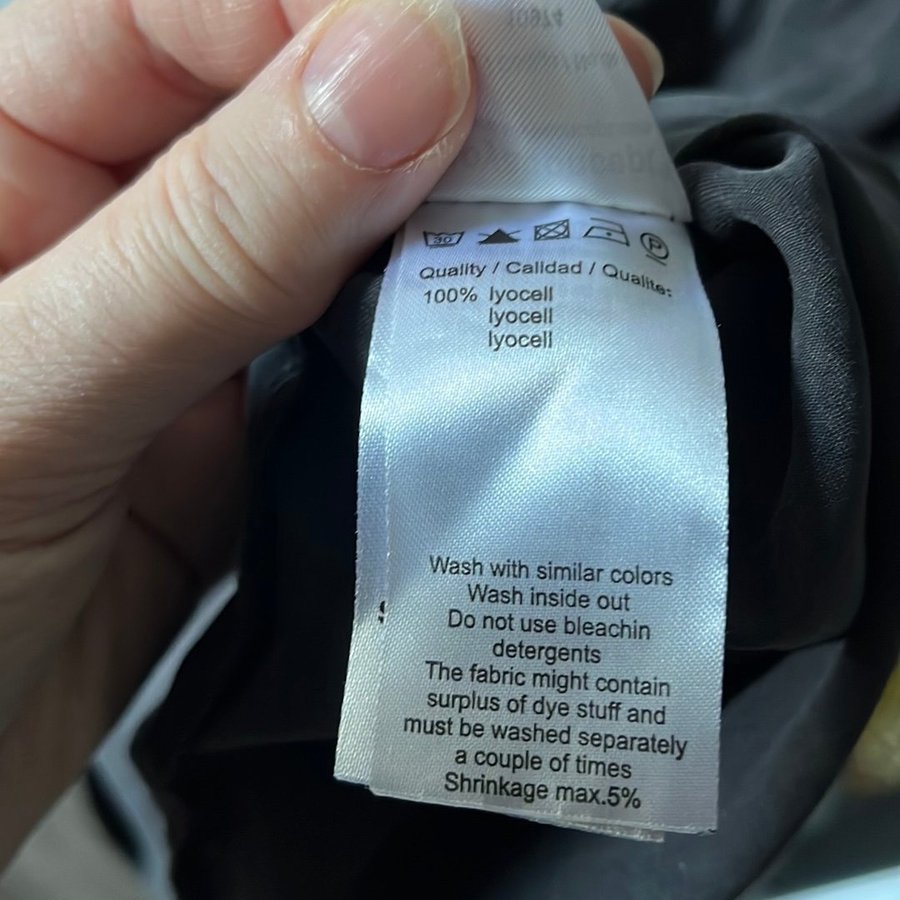 30 P
Quality / Calidad / Qualite:
100% lyocell
lyocell
lyocell
Wash with similar colors
Wash inside out
Do not use bleachin
detergents
The fabric might contain
surplus of dye stuff and
must be washed separately
a couple of times
Shrinkage max.5%